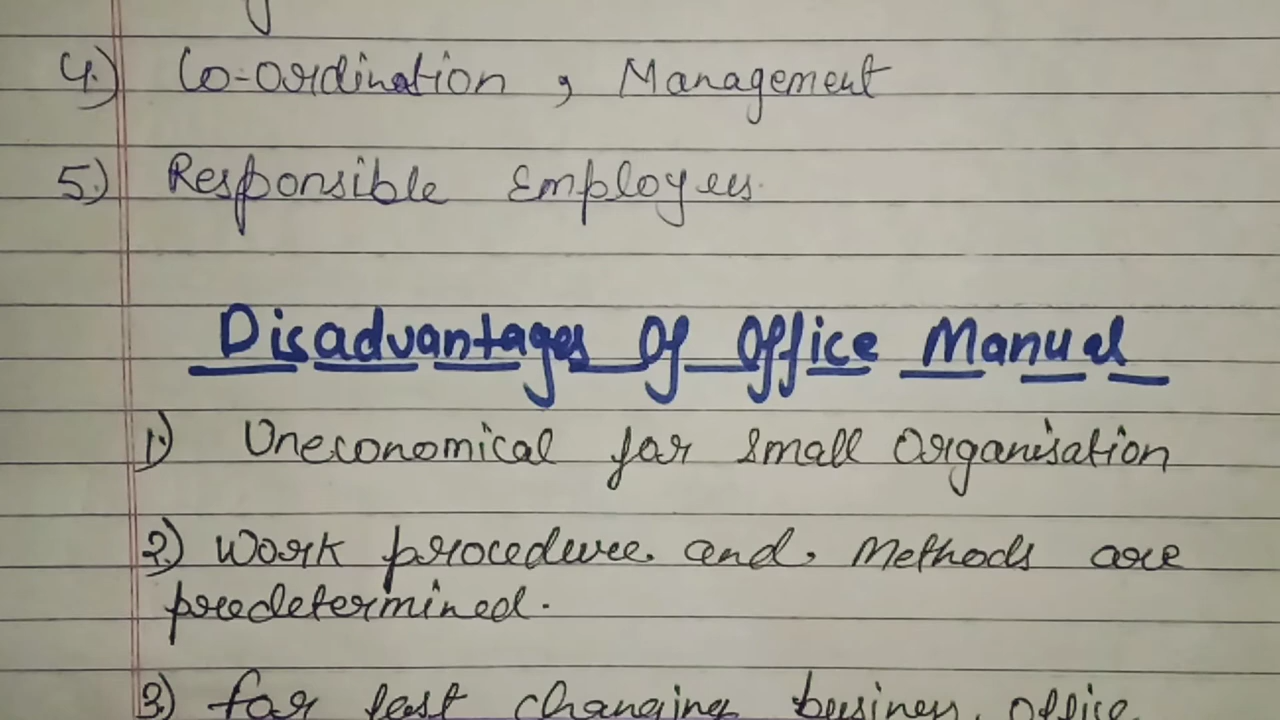 4.) Co-ordination, Management
5.) Responsible Employees.
Disadvantages Of Office Manual
1.) Uneconomical for small Organisation
2.) Work procedure and, Methods are
predetermined.
3.) for fast changing business, office